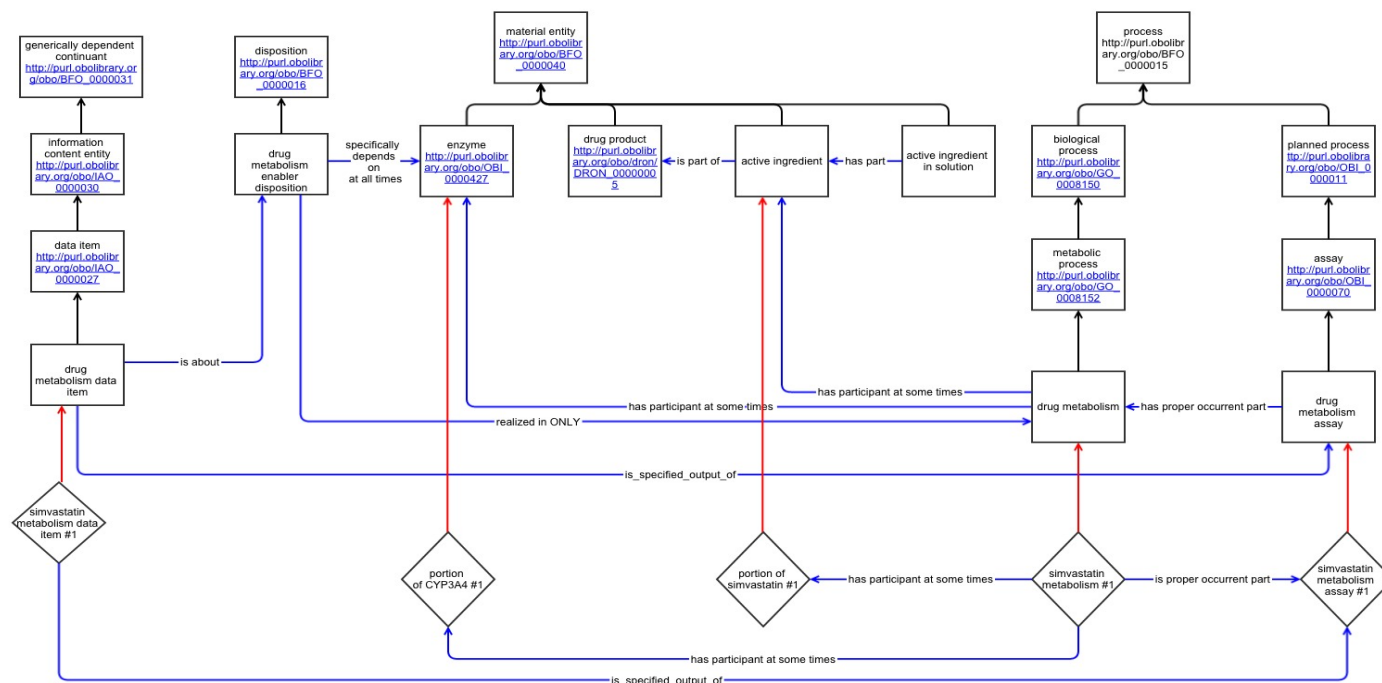 generically dependent
continuant
http://purl.obolibrary.or
g/obo/BFO_0000031
disposition
http://purl.obolibr
ary.org/obo/BFO
_0000016
material entity
http://purl.obolibr
ary.org/obo/BFO
_0000040
process
http://purl.obolibr
ary.org/obo/BFO
_0000015
information
content entity
http://purl.obolibr
ary.org/obo/IAO_
0000030
drug
metabolism
enabler
disposition
specifically
depends
on
at all times
enzyme
http://purl.obolibr
ary.org/obo/OBI_
0000427
drug product
http://purl.obolibr
ary.org/obo/dron/
DRON_0000000
5
is part of
active ingredient
has part
active ingredient
in solution
biological
process
http://purl.obolibr
ary.org/obo/GO_
0008150
planned process
ttp://purl.obolibra
ry.org/obo/OBI_0
000011
data item
http://purl.obolibr
ary.org/obo/IAO_
0000027
metabolic
process
http://purl.obolibr
ary.org/obo/GO_
0008152
assay
http://purl.obolibr
ary.org/obo/OBI_
0000070
drug
metabolism data
item
is about
has participant at some times
has participant at some times
realized in ONLY
drug metabolism
has proper occurrent part
drug
metabolism
assay
is_specified_output_of
simvastatin
metabolism data
item #1
portion
of CYP3A4 #1
portion of
simvastatin #1
has participant at some times
simvastatin
metabolism #1
is proper occurrent part
simvastatin
metabolism
assay #1
has participant at some times
is_specified_output_of